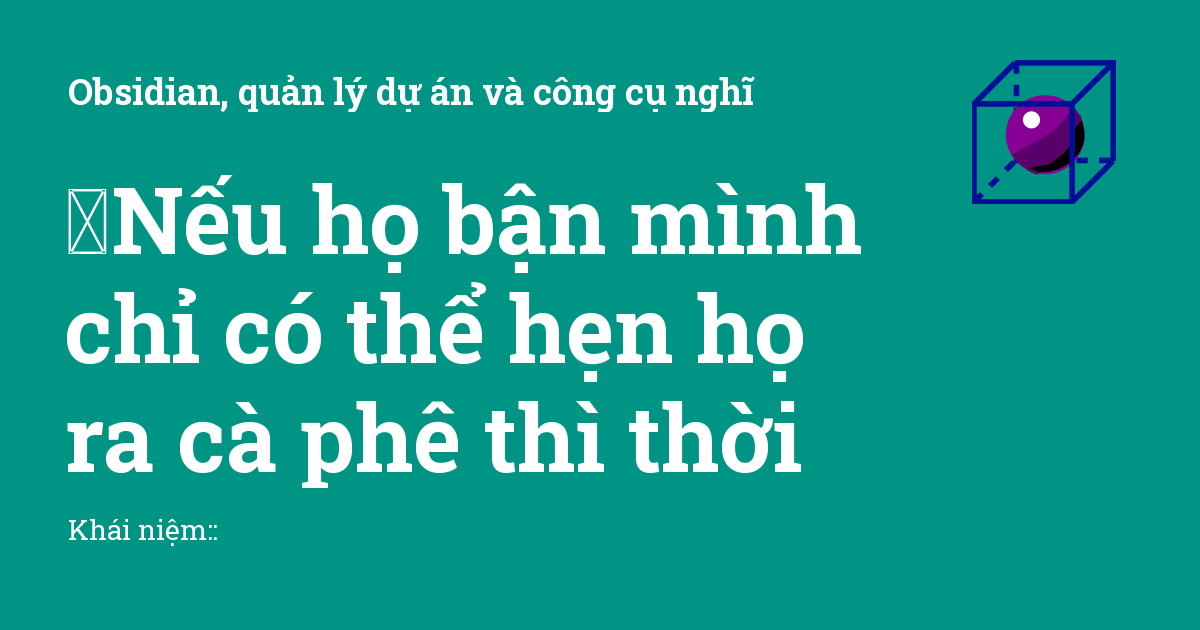 Obsidian, quản lý dự án và công cụ nghĩ
Nếu họ bận mình
chỉ có thể hẹn họ
ra cà phê thì thời
Khái niệm::